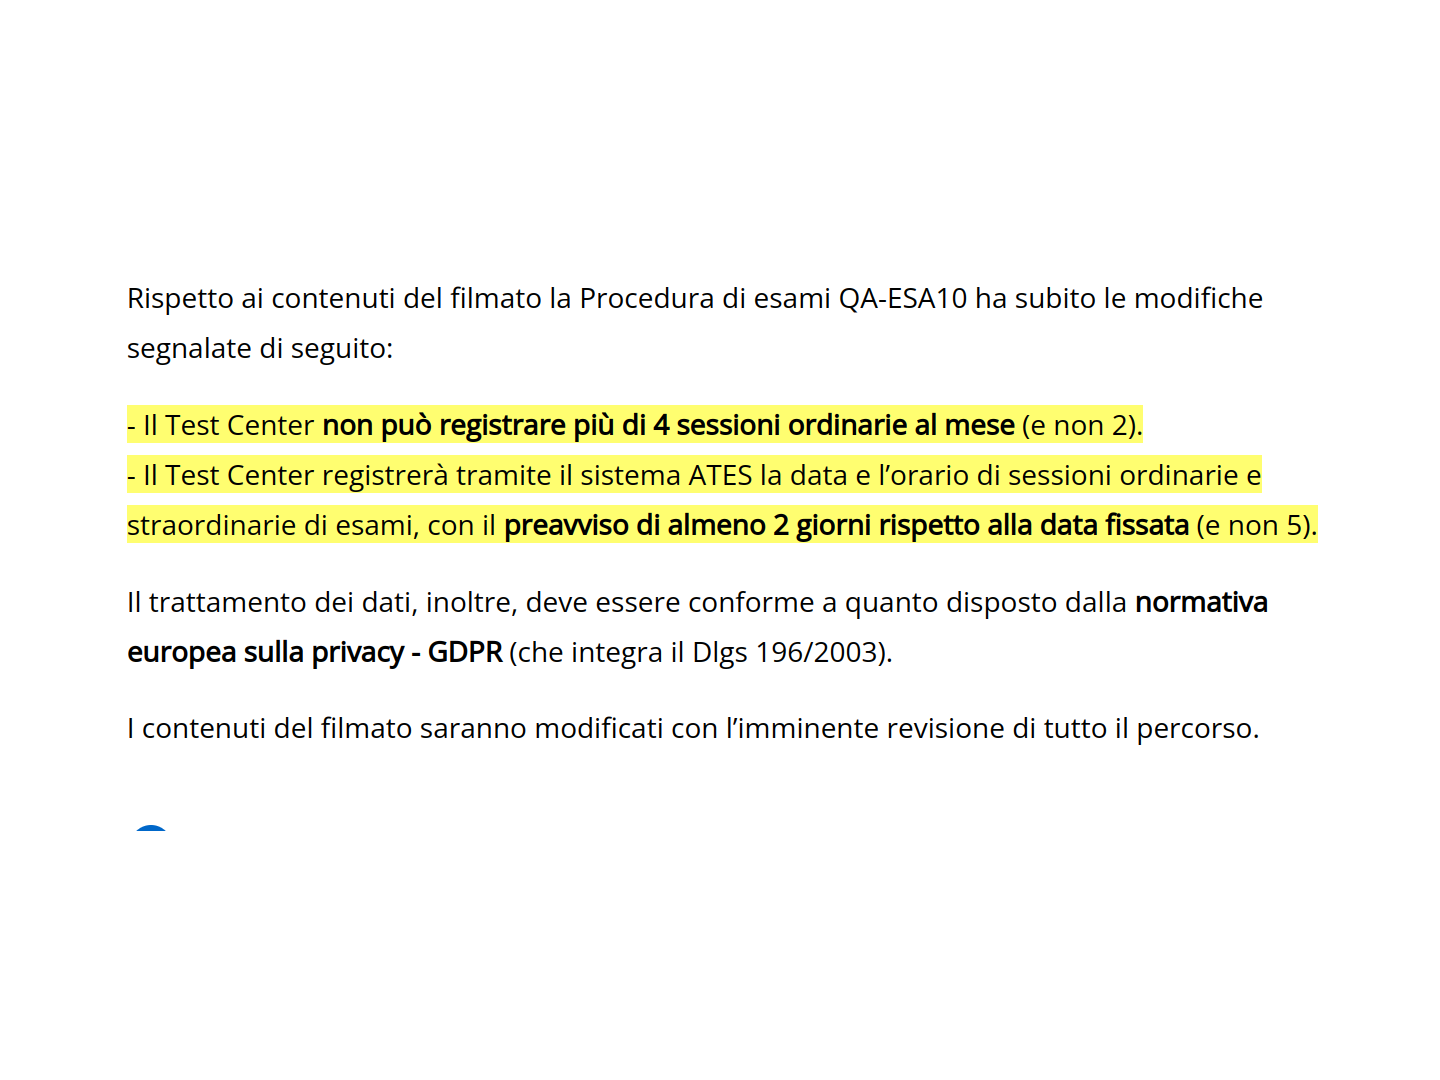 Rispetto ai contenuti del filmato la Procedura di esami QA-ESA10 ha subito le modifiche
segnalate di seguito:
- Il Test Center non può registrare più di 4 sessioni ordinarie al mese (e non 2).
- Il Test Center registrerà tramite il sistema ATES la data e l’orario di sessioni ordinarie e
straordinarie di esami, con il preavviso di almeno 2 giorni rispetto alla data fissata (e non 5).
Il trattamento dei dati, inoltre, deve essere conforme a quanto disposto dalla normativa
europea sulla privacy - GDPR (che integra il Dlgs 196/2003).
I contenuti del filmato saranno modificati con l’imminente revisione di tutto il percorso.